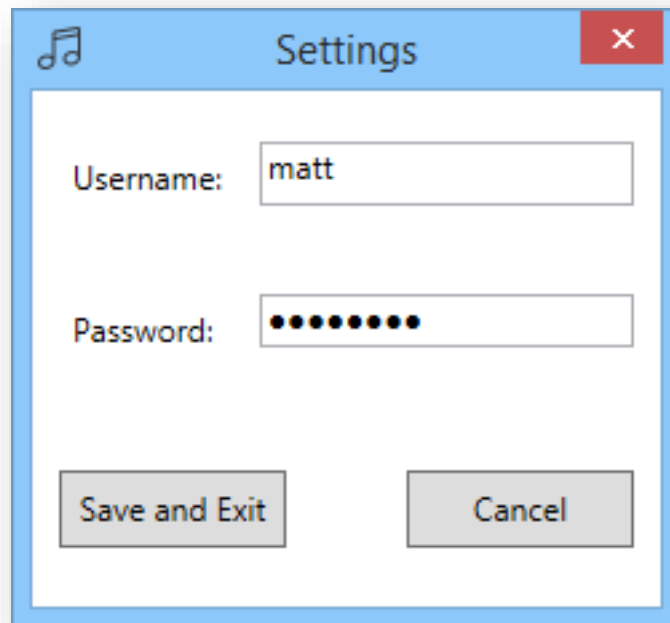 Settings
Username: matt
Password: ●●●●●●●●
Save and Exit Cancel